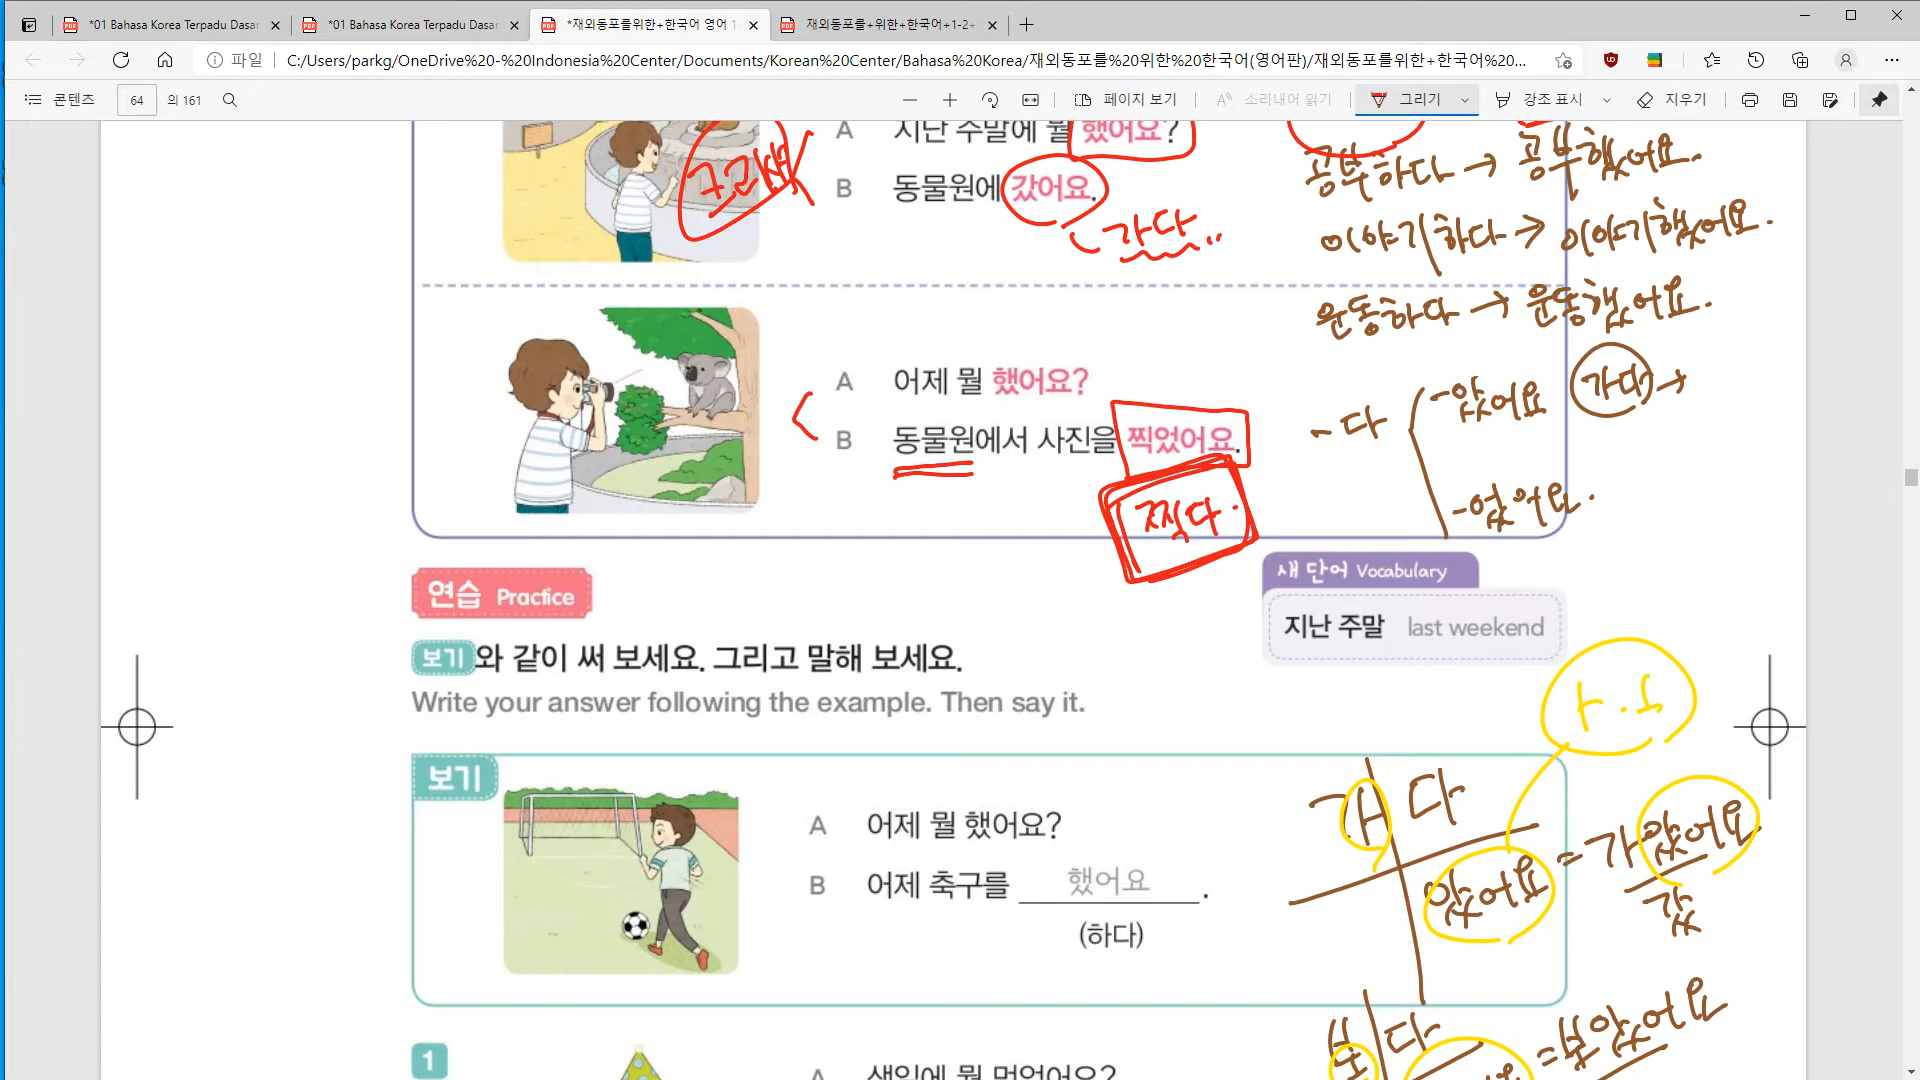 *01 Bahasa Korea Terpadu Dasar
*01 Bahasa Korea Terpadu Dasar
*재외동포를위한+한국어 영어 1
재외동포를+위한+한국어+1-2+
파일 C:/Users/parkg/OneDrive%20-%20Indonesia%20Center/Documents/Korean%20Center/Bahasa%20Korea/재외동포를%20위한%20한국어(영어판)/재외동포를위한+한국어%20...
콘텐츠 64 의 161 페이지 보기 소리내어 읽기 그리기 강조 표시 지우기
A 지난 주말에 뭘 했어요?
B 동물원에 갔어요.
가다
공부하다 → 공부했어요.
이야기하다 → 이야기했어요.
운동하다 → 운동했어요.
A 어제 뭘 했어요?
B 동물원에서 사진을 찍었어요.
찍다.
-다 -았어요 가다 →
-었어요.
연습 Practice
새 단어 Vocabulary
지난 주말 last weekend
보기와 같이 써 보세요. 그리고 말해 보세요.
Write your answer following the example. Then say it.
ㅏ.ㅗ
보기
A 어제 뭘 했어요?
B 어제 축구를 했어요.
(하다)
가다
았어요 = 가았어요
갔
보다
= 보았어요
1
A 생일에 뭘 먹었어요?